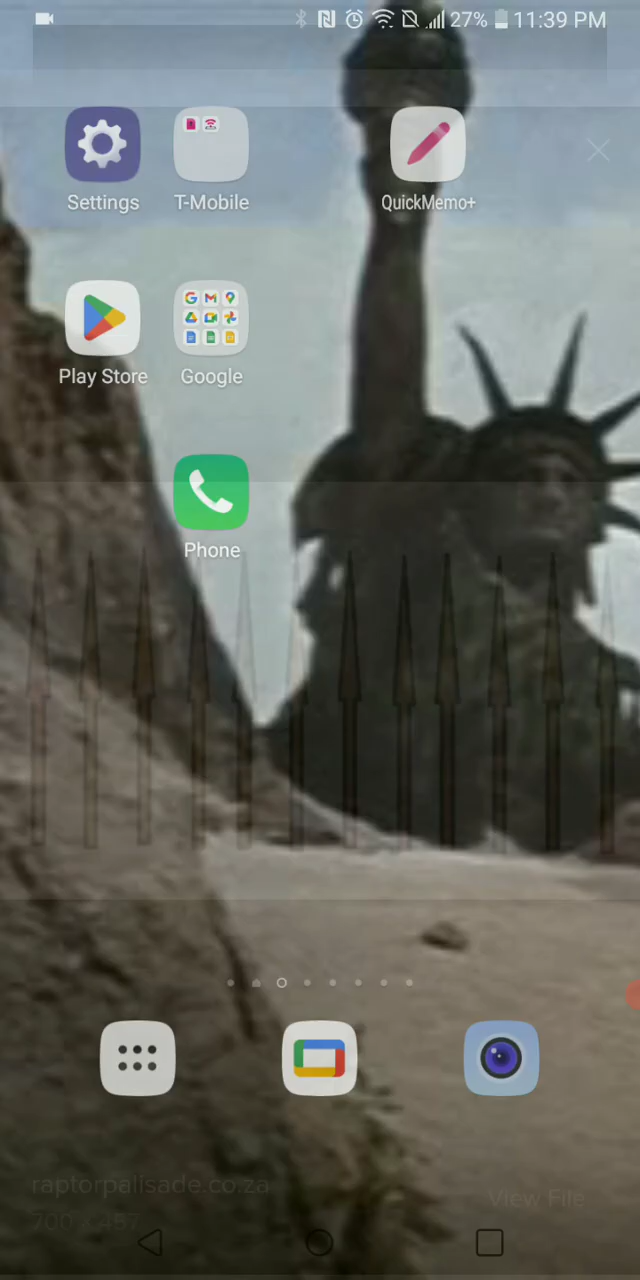 27% 11:39 PM
Settings T-Mobile QuickMemo+
Play Store Google
Phone
raptorpalisade.co.za
View File
700 x 457